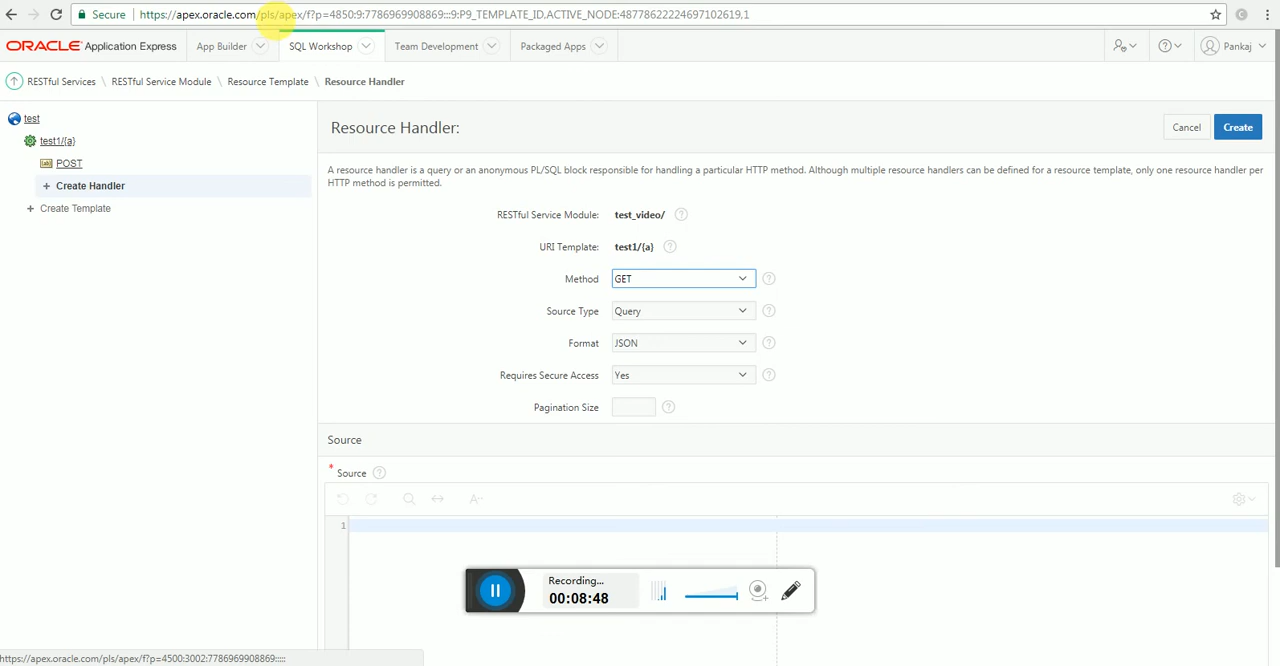 Secure https://apex.oracle.com/pls/apex/f?p=4850:9:7786969908869:::9:P9_TEMPLATE_ID,ACTIVE_NODE:48778622224697102619,1
ORACLE Application Express App Builder SQL Workshop Team Development Packaged Apps Pankaj
RESTful Services \ RESTful Service Module \ Resource Template \ Resource Handler
test
test1/{a}
POST
+ Create Handler
+ Create Template
Resource Handler:
Cancel Create
A resource handler is a query or an anonymous PL/SQL block responsible for handling a particular HTTP method. Although multiple resource handlers can be defined for a resource template, only one resource handler per
HTTP method is permitted.
RESTful Service Module: test_video/
URI Template: test1/{a}
Method GET
Source Type Query
Format JSON
Requires Secure Access Yes
Pagination Size
Source
* Source
A··
1
Recording...
00:08:48
https://apex.oracle.com/pls/apex/f?p=4500:3002:7786969908869:::::